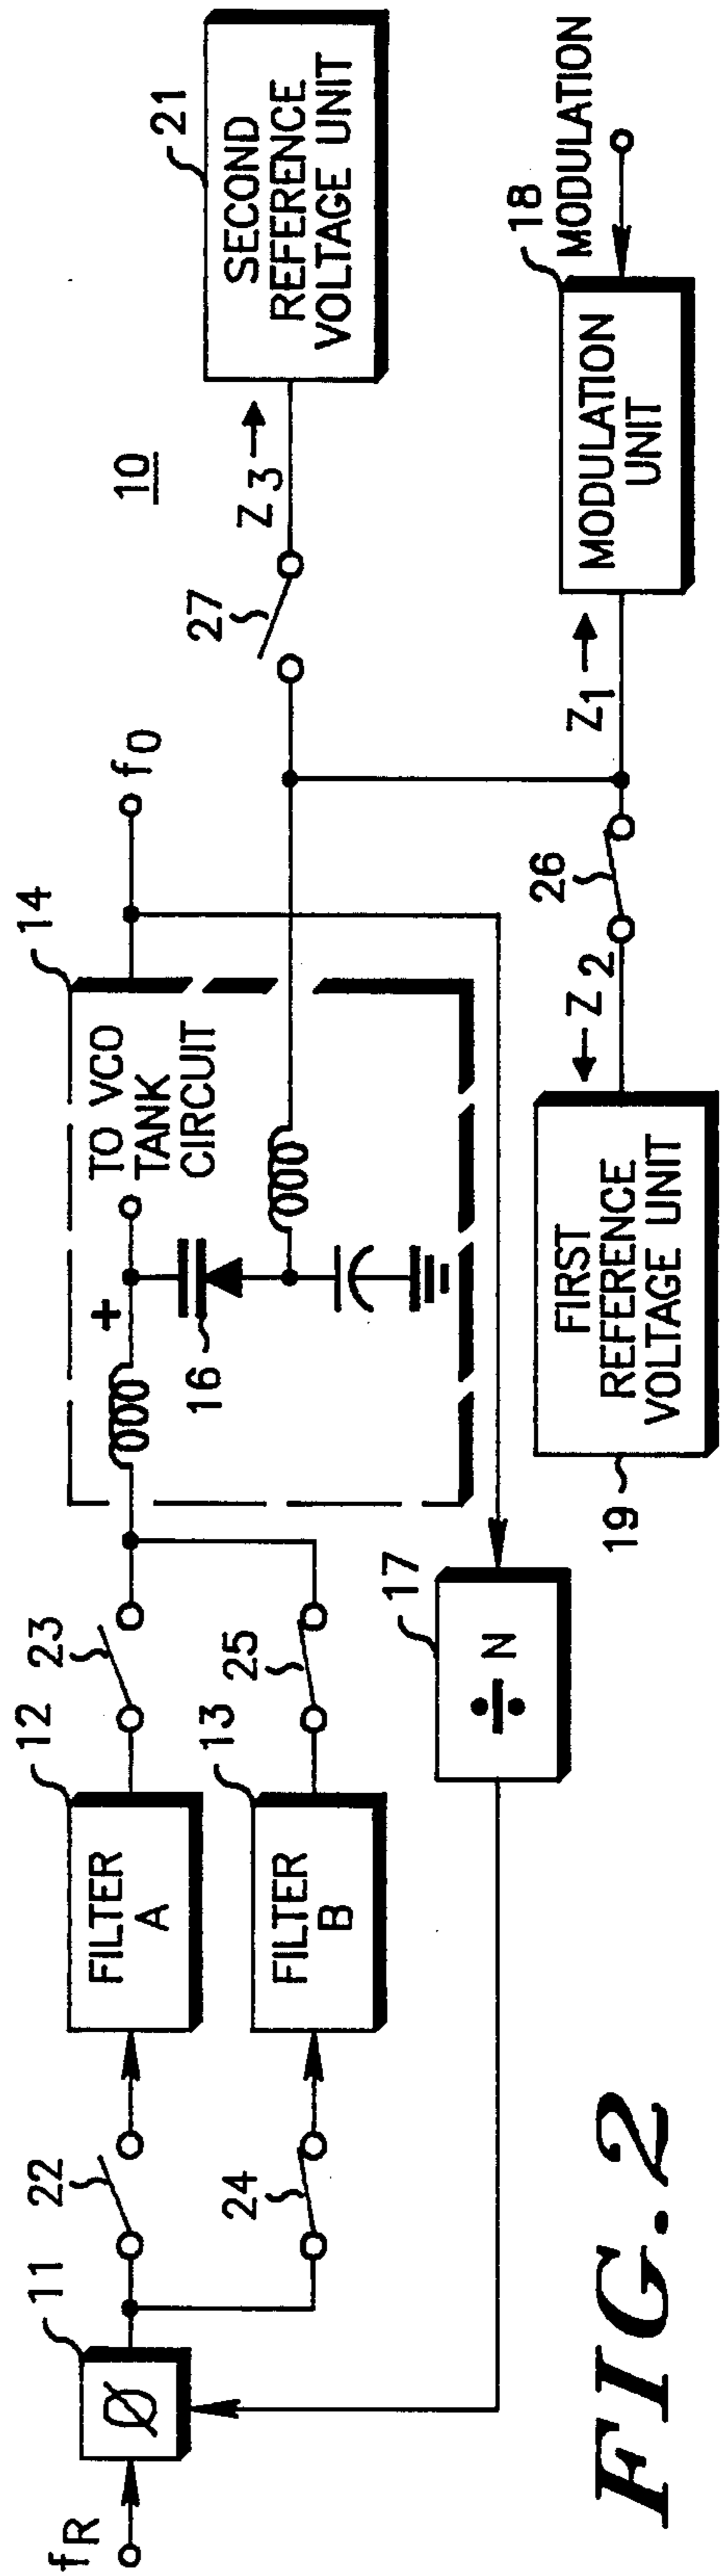 fR
11
Ø
22
24
FILTER
A
12
FILTER
B
13
23
25
17
÷ N
14
TO VCO
TANK
CIRCUIT
+
16
fO
10
27
Z3
SECOND
REFERENCE
VOLTAGE UNIT
21
FIRST
REFERENCE
VOLTAGE UNIT
19
Z2
26
Z1
MODULATION
UNIT
18
MODULATION
FIG.2